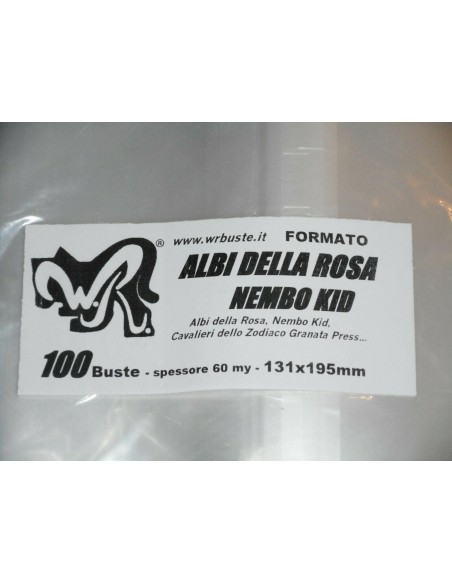 W.R.®
www.wrbuste.it FORMATO
ALBI DELLA ROSA
NEMBO KID
Albi della Rosa, Nembo Kid,
Cavalieri dello Zodiaco Granata Press...
100 Buste - spessore 60 my - 131x195mm